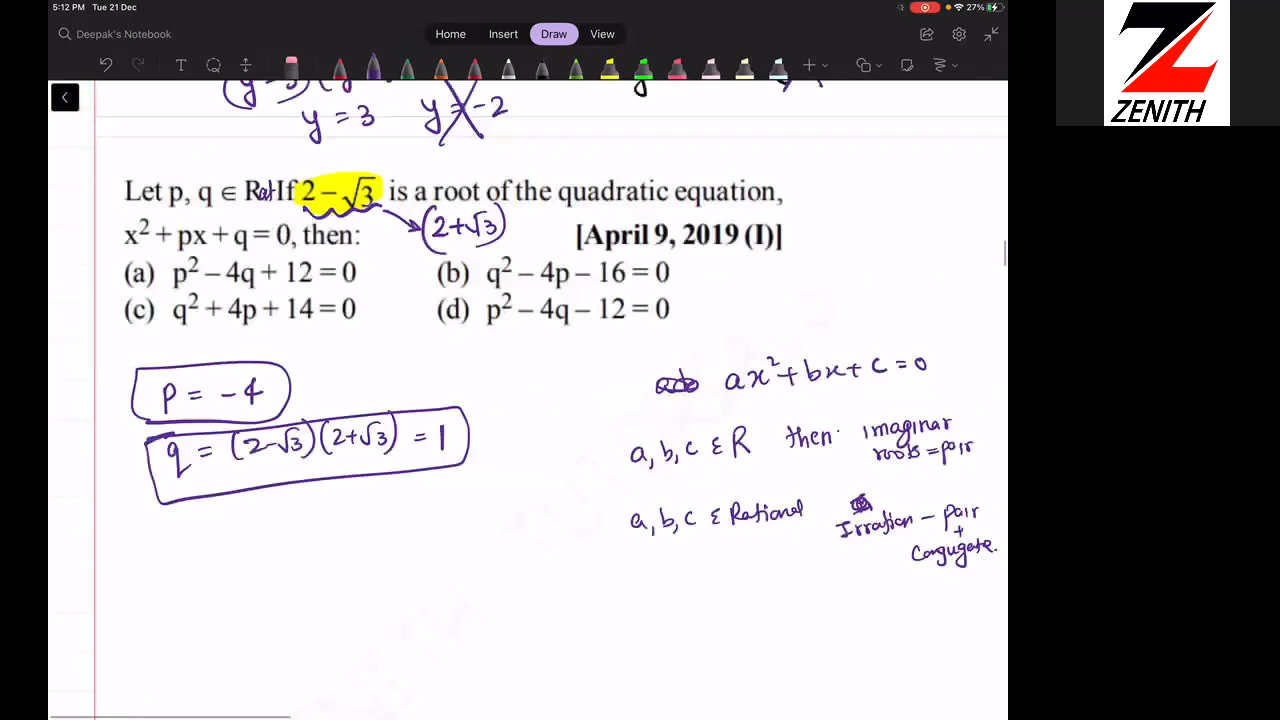 5:12 PM Tue 21 Dec
27%
Deepak's Notebook
Home Insert Draw View
ZENITH
y = 3 y = -2
Let p, q ∈ Rat If 2 – √3 is a root of the quadratic equation,
(2+√3)
x² + px + q = 0, then: [April 9, 2019 (I)]
(a) p² – 4q + 12 = 0 (b) q² – 4p – 16 = 0
(c) q² + 4p + 14 = 0 (d) p² – 4q – 12 = 0
p = -4
q = (2-√3)(2+√3) = 1
ax² + bx + c = 0
a, b, c ε R then imaginar
roots = pair
a, b, c ε Rational Irration - pair
+
Congugate.